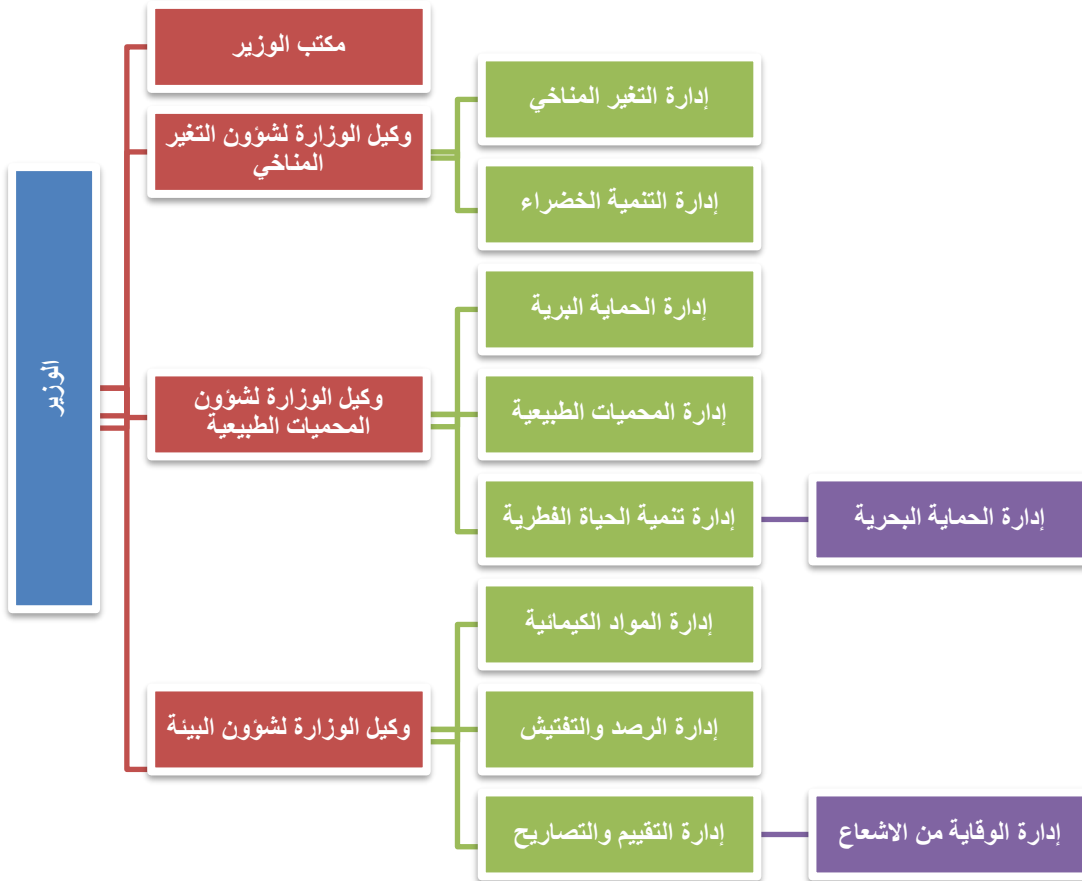 الوزير
مكتب الوزير
وكيل الوزارة لشؤون التغير
المناخي
إدارة التغير المناخي
إدارة التنمية الخضراء
وكيل الوزارة لشؤون
المحميات الطبيعية
إدارة الحماية البرية
إدارة المحميات الطبيعية
إدارة تنمية الحياة الفطرية
إدارة الحماية البحرية
وكيل الوزارة لشؤون البيئة
إدارة المواد الكيمائية
إدارة الرصد والتفتيش
إدارة التقييم والتصاريح
إدارة الوقاية من الاشعاع